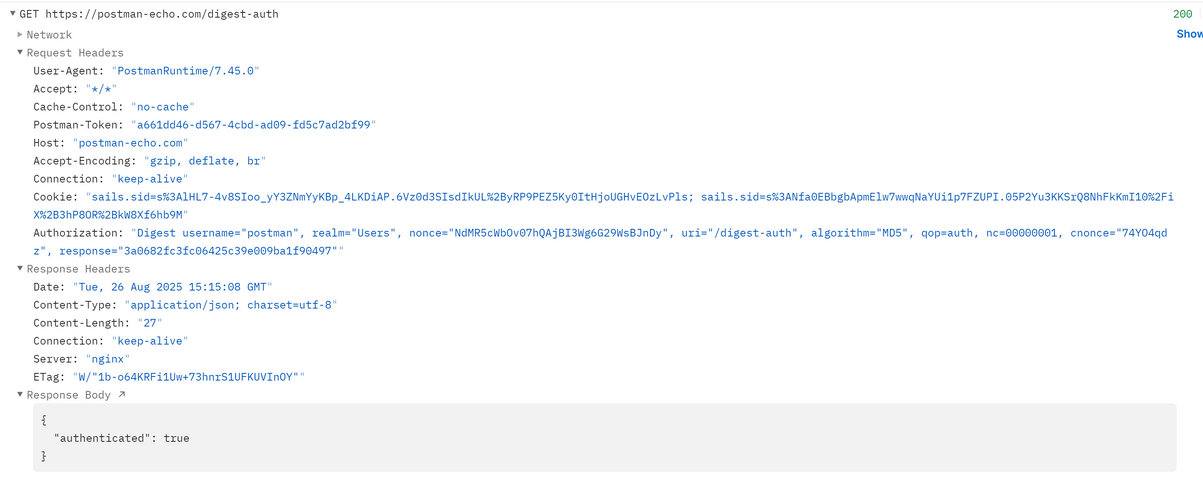 GET https://postman-echo.com/digest-auth 200
Network Show
Request Headers
User-Agent: "PostmanRuntime/7.45.0"
Accept: "*/*"
Cache-Control: "no-cache"
Postman-Token: "a661dd46-d567-4cbd-ad09-fd5c7ad2bf99"
Host: "postman-echo.com"
Accept-Encoding: "gzip, deflate, br"
Connection: "keep-alive"
Cookie: "sails.sid=s%3AlHL7-4v8SIoo_yY3ZNmYyKBp_4LKDiAP.6Vz0d3SIsdIkUL%2ByRP9PEZ5Ky0ItHjoUGHvEOzLvPls; sails.sid=s%3ANfa0EBbgbApmElw7wwqNaYUi1p7FZUPI.05P2Yu3KKSrQ8NhFkKmI10%2Fi
X%2B3hP8OR%2BkW8Xf6hb9M"
Authorization: "Digest username="postman", realm="Users", nonce="NdMR5cWbOv07hQAjBI3Wg6G29WsBJnDy", uri="/digest-auth", algorithm="MD5", qop=auth, nc=00000001, cnonce="74YO4qd
z", response="3a0682fc3fc06425c39e009ba1f90497""
Response Headers
Date: "Tue, 26 Aug 2025 15:15:08 GMT"
Content-Type: "application/json; charset=utf-8"
Content-Length: "27"
Connection: "keep-alive"
Server: "nginx"
ETag: "W/"1b-o64KRFi1Uw+73hnrS1UFKUVInOY""
Response Body ↗
{
"authenticated": true
}